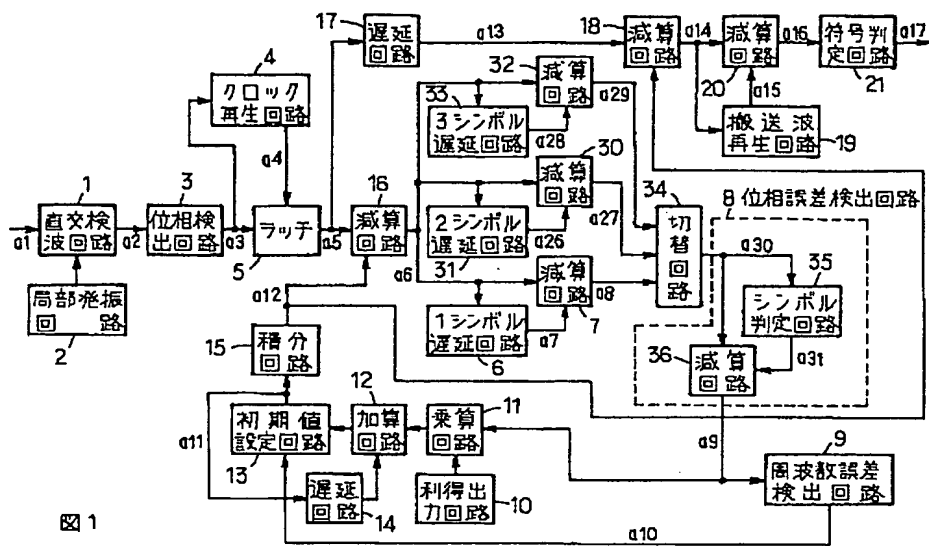 17
遅延
回路
a13
18
減算
回路
a14
減算
回路
20
a16
符号判
定回路
21
a17
a15
搬送波
再生回路
19
4
クロック
再生回路
a4
32
減算
回路
a29
33
3シンボル
遅延回路
a28
30
減算
回路
a27
2シンボル
遅延回路
31
a26
34
切
替
回
路
8位相誤差検出回路
a30
35
シンボル
判定回路
a31
36
減算
回路
a1
1
直交検
波回路
a2
3
位相検
出回路
a3
ラッチ
5
a5
16
減算
回路
a6
減算
回路
7
a8
1シンボル
遅延回路
6
a7
局部発振
回路
2
a12
15
積分
回路
a11
初期値
設定回路
13
12
加算
回路
11
乗算
回路
a9
9
周波数誤差
検出回路
遅延
回路
14
利得出
力回路
10
a10
図1